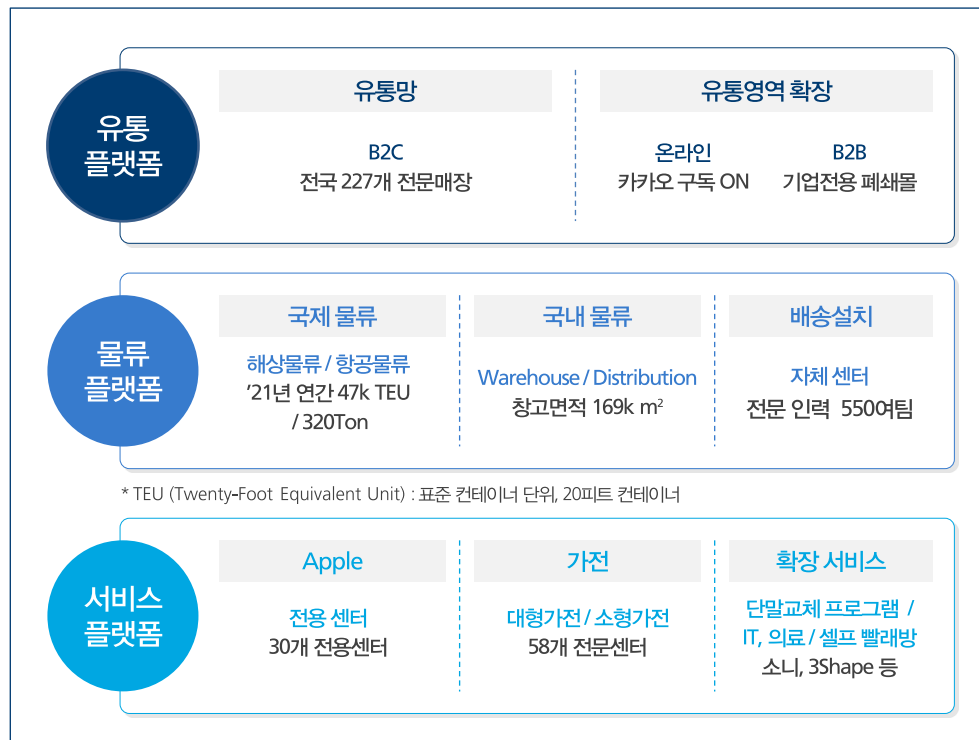 유통
플랫폼
유통망
B2C
전국 227개 전문매장
유통영역 확장
온라인
카카오 구독 ON
B2B
기업전용 폐쇄몰
물류
플랫폼
국제 물류
해상물류 / 항공물류
’21년 연간 47k TEU
/ 320Ton
국내 물류
Warehouse / Distribution
창고면적 169k m²
배송설치
자체 센터
전문 인력 550여팀
* TEU (Twenty-Foot Equivalent Unit) : 표준 컨테이너 단위, 20피트 컨테이너
서비스
플랫폼
Apple
전용 센터
30개 전용센터
가전
대형가전 / 소형가전
58개 전문센터
확장 서비스
단말교체 프로그램 /
IT, 의료 / 셀프 빨래방
소니, 3Shape 등